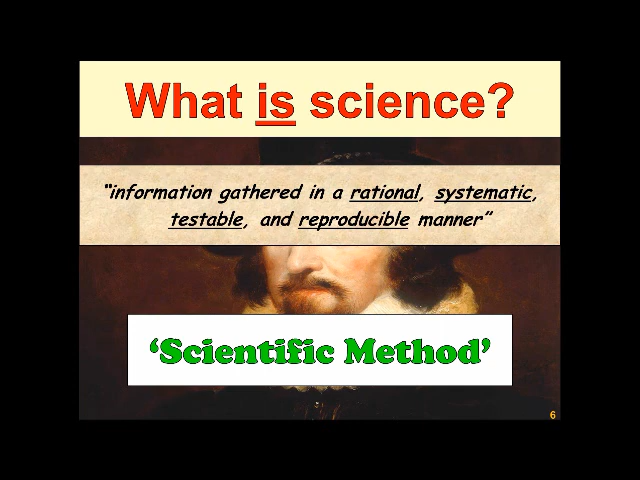 What is science?
“information gathered in a rational, systematic,
testable, and reproducible manner”
‘Scientific Method’
6